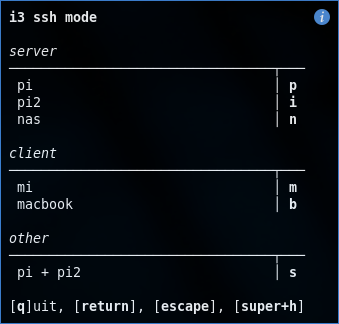 i3 ssh mode
i
server
pi | p
pi2 | i
nas | n
client
mi | m
macbook | b
other
pi + pi2 | s
[q]uit, [return], [escape], [super+h]